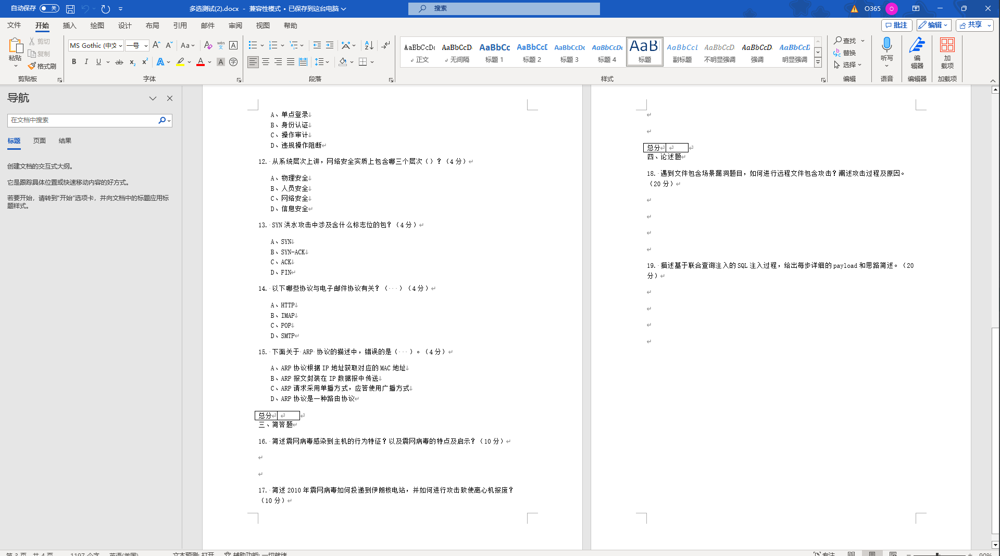 自动保存 关 多选测试(2).docx - 兼容性模式 • 已保存到这台电脑 搜索 O365 O
文件 开始 插入 绘图 设计 布局 引用 邮件 审阅 视图 帮助 批注 编辑 共享
粘贴 剪切 复制 格式刷 剪贴板
MS Gothic (中文 一号 A A Aa A wén 文 A
B I U ab x₂ x² A A A 字 字体
段落
AaBbCcDc 正文 AaBbCcD 无间隔 AaBbCc 标题 1 AaBbCcD 标题 2 AaBbCcDc 标题 3 AaBbCcDc 标题 4 AaB 标题 AaBbCcD 副标题 AaBbCcD 不明显强调 AaBbCcD 强调 AaBbCcD 明显强调
样式
查找 替换 选择 编辑
听写 语音
编辑器 编辑器
加载项 加载项
导航
在文档中搜索
标题 页面 结果
创建文档的交互式大纲。
它是跟踪具体位置或快速移动内容的好方式。
若要开始，请转到"开始"选项卡，并向文档中的标题应用标
题样式。
A、单点登录
B、身份认证
C、操作审计
D、违规操作阻断
12. 从系统层次上讲，网络安全实质上包含哪三个层次（）？（4 分）
A、物理安全
B、人员安全
C、网络安全
D、信息安全
13. SYN 洪水攻击中涉及含什么标志位的包？（4 分）
A、SYN
B、SYN-ACK
C、ACK
D、FIN
14. 以下哪些协议与电子邮件协议有关？（ ）（4 分）
A、HTTP
B、IMAP
C、POP
D、SMTP
15. 下面关于 ARP 协议的描述中，错误的是（ ）。（4 分）
A、ARP 协议根据 IP 地址获取对应的 MAC 地址
B、ARP 报文封装在 IP 数据报中传送
C、ARP 请求采用单播方式，应答使用广播方式
D、ARP 协议是一种路由协议
总分
三、简答题
16. 简述震网病毒感染到主机的行为特征？以及震网病毒的特点及启示？（10 分）
17. 简述 2010 年震网病毒如何投递到伊朗核电站，并如何进行攻击致使离心机报废？
（10 分）
总分
四、论述题
18. 遇到文件包含场景漏洞题目，如何进行远程文件包含攻击？阐述攻击过程及原因。
（20 分）
19. 描述基于联合查询注入的 SQL 注入过程，给出每步详细的 payload 和思路简述。（20
分）
第 3 页，共 4 页 1197 个字 英语(美国) 文本预测: 打开 辅助功能: 一切就绪 专注 90%